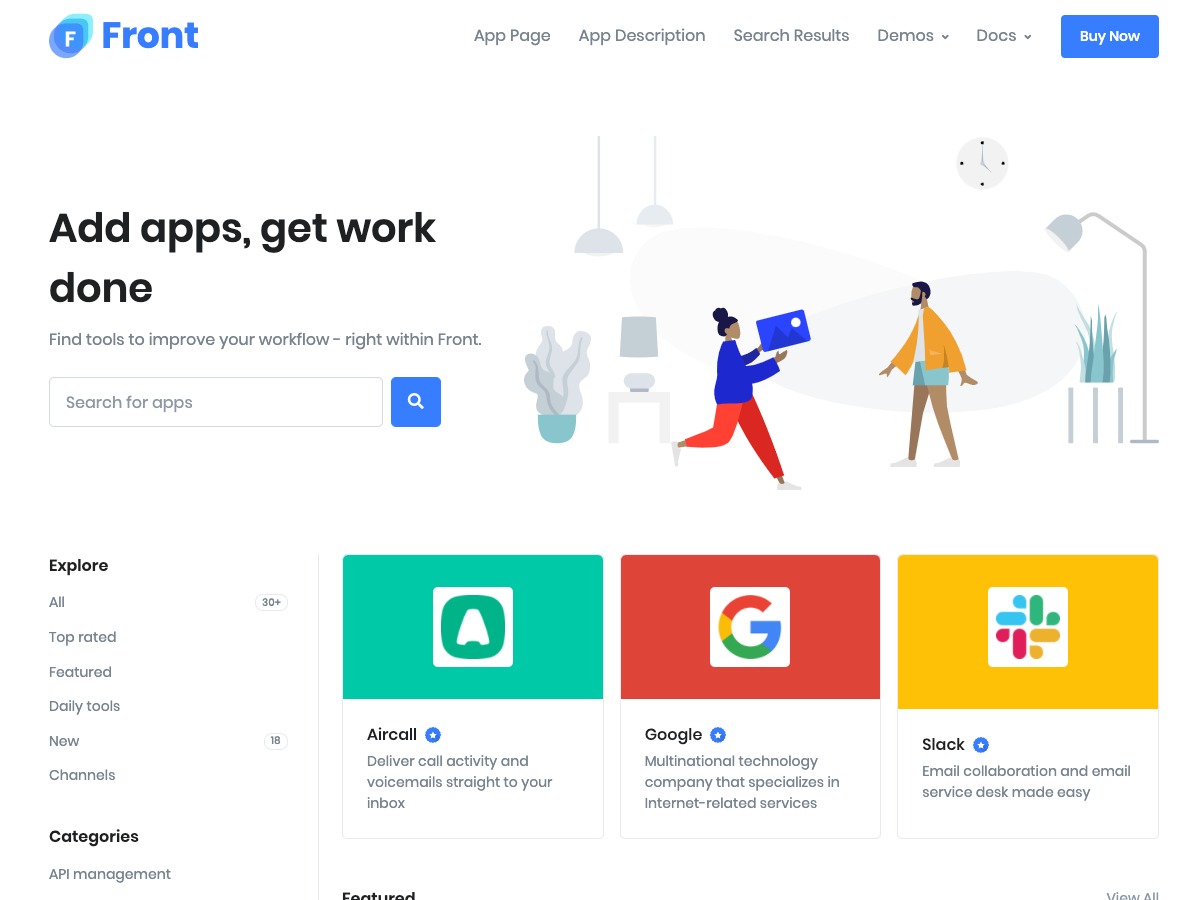 F Front
App Page App Description Search Results Demos Docs Buy Now
Add apps, get work
done
Find tools to improve your workflow - right within Front.
Search for apps
Explore
All 30+
Top rated
Featured
Daily tools
New 18
Channels
Categories
API management
Aircall
Deliver call activity and
voicemails straight to your
inbox
Google
Multinational technology
company that specializes in
Internet-related services
Slack
Email collaboration and email
service desk made easy
Featured View All